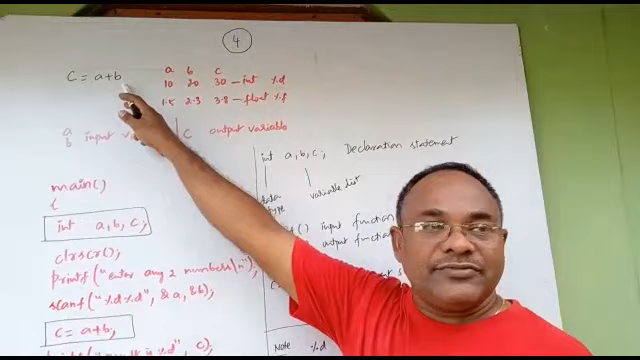 4
C = a+b
a b c
10 20 30 — int %d
1.5 2.3 3.8 — float %f
a
b input C output variable
int a, b, c; Declaration statement
data type variable list
main()
{
int a, b, c;
clrscr();
printf("enter any 2 numbers\n");
scanf("%d%d", &a, &b);
c = a+b;
is %d", c);
() input function
output function
Note %d